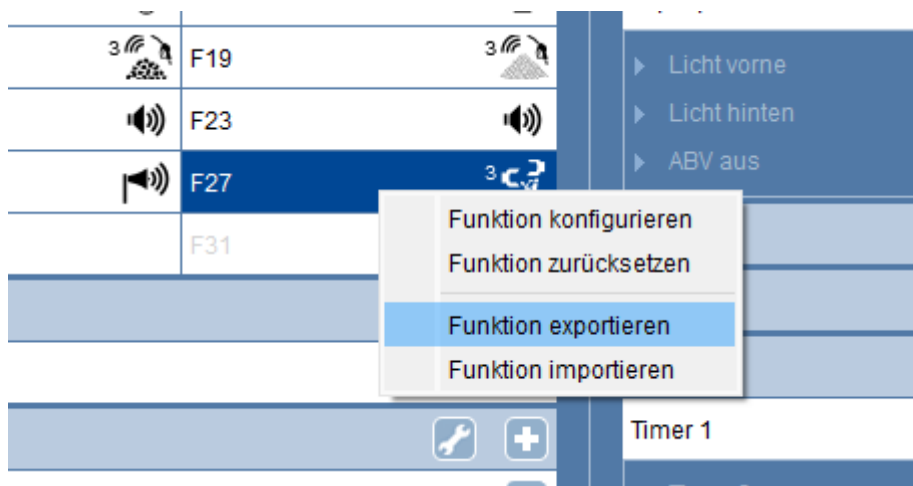 3
F19
3
Licht vorne
Licht hinten
F23
ABV aus
F27
3
Funktion konfigurieren
F31
Funktion zurücksetzen
Funktion exportieren
Funktion importieren
Timer 1